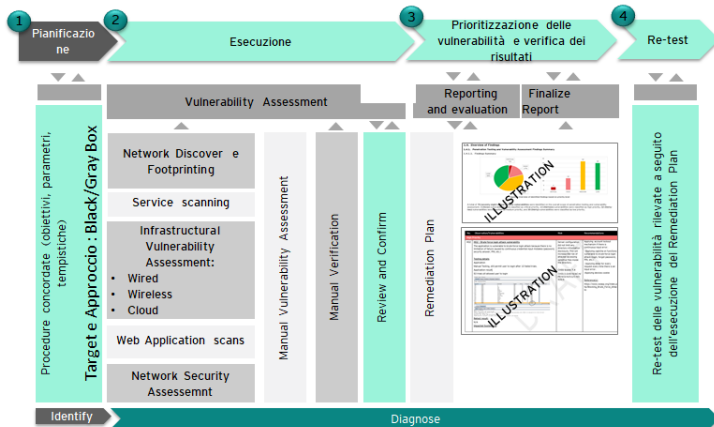 1
Pianificazio
ne
2
Esecuzione
3
Prioritizzazione delle
vulnerabilità e verifica dei
risultati
4
Re-test
Vulnerability Assessment
Reporting
and evaluation
Finalize
Report
Procedure concordate (obiettivi, parametri,
tempistiche)
Target e Approccio: Black/Gray Box
Network Discover e
Footprinting
Service scanning
Infrastructural
Vulnerability
Assessment:
• Wired
• Wireless
• Cloud
Web Application scans
Network Security
Assessemnt
Manual Vulnerability Assessment
Manual Verification
Review and Confirm
Remediation Plan
ILLUSTRATION
ILLUSTRATION
Re-test delle vulnerabilità rilevate a seguito
dell'esecuzione del Remediation Plan
Identify
Diagnose